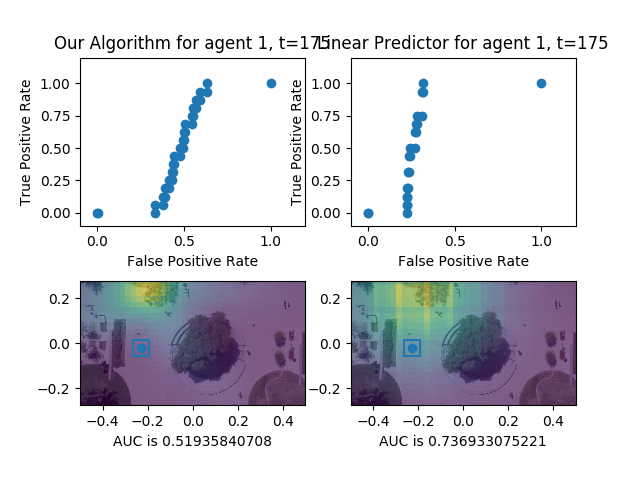 Our Algorithm for agent 1, t=175
Linear Predictor for agent 1, t=175
True Positive Rate
1.00
0.75
0.50
0.25
0.00
0.0 0.5 1.0
False Positive Rate
True Positive Rate
1.00
0.75
0.50
0.25
0.00
0.0 0.5 1.0
False Positive Rate
0.2
0.0
−0.2
−0.4 −0.2 0.0 0.2 0.4
AUC is 0.51935840708
0.2
0.0
−0.2
−0.4 −0.2 0.0 0.2 0.4
AUC is 0.736933075221